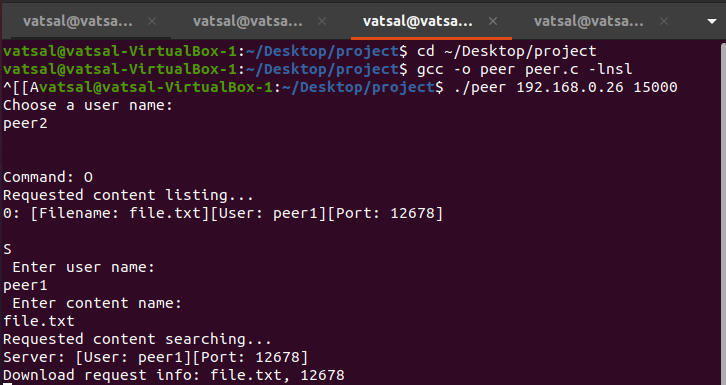 vatsal@vatsa...
vatsal@vatsa...
vatsal@vatsa...
vatsal@vatsa...
vatsal@vatsal-VirtualBox-1:~/Desktop/project$ cd ~/Desktop/project
vatsal@vatsal-VirtualBox-1:~/Desktop/project$ gcc -o peer peer.c -lnsl
^[[Avatsal@vatsal-VirtualBox-1:~/Desktop/project$ ./peer 192.168.0.26 15000
Choose a user name:
peer2
Command: O
Requested content listing...
0: [Filename: file.txt][User: peer1][Port: 12678]
S
Enter user name:
peer1
Enter content name:
file.txt
Requested content searching...
Server: [User: peer1][Port: 12678]
Download request info: file.txt, 12678